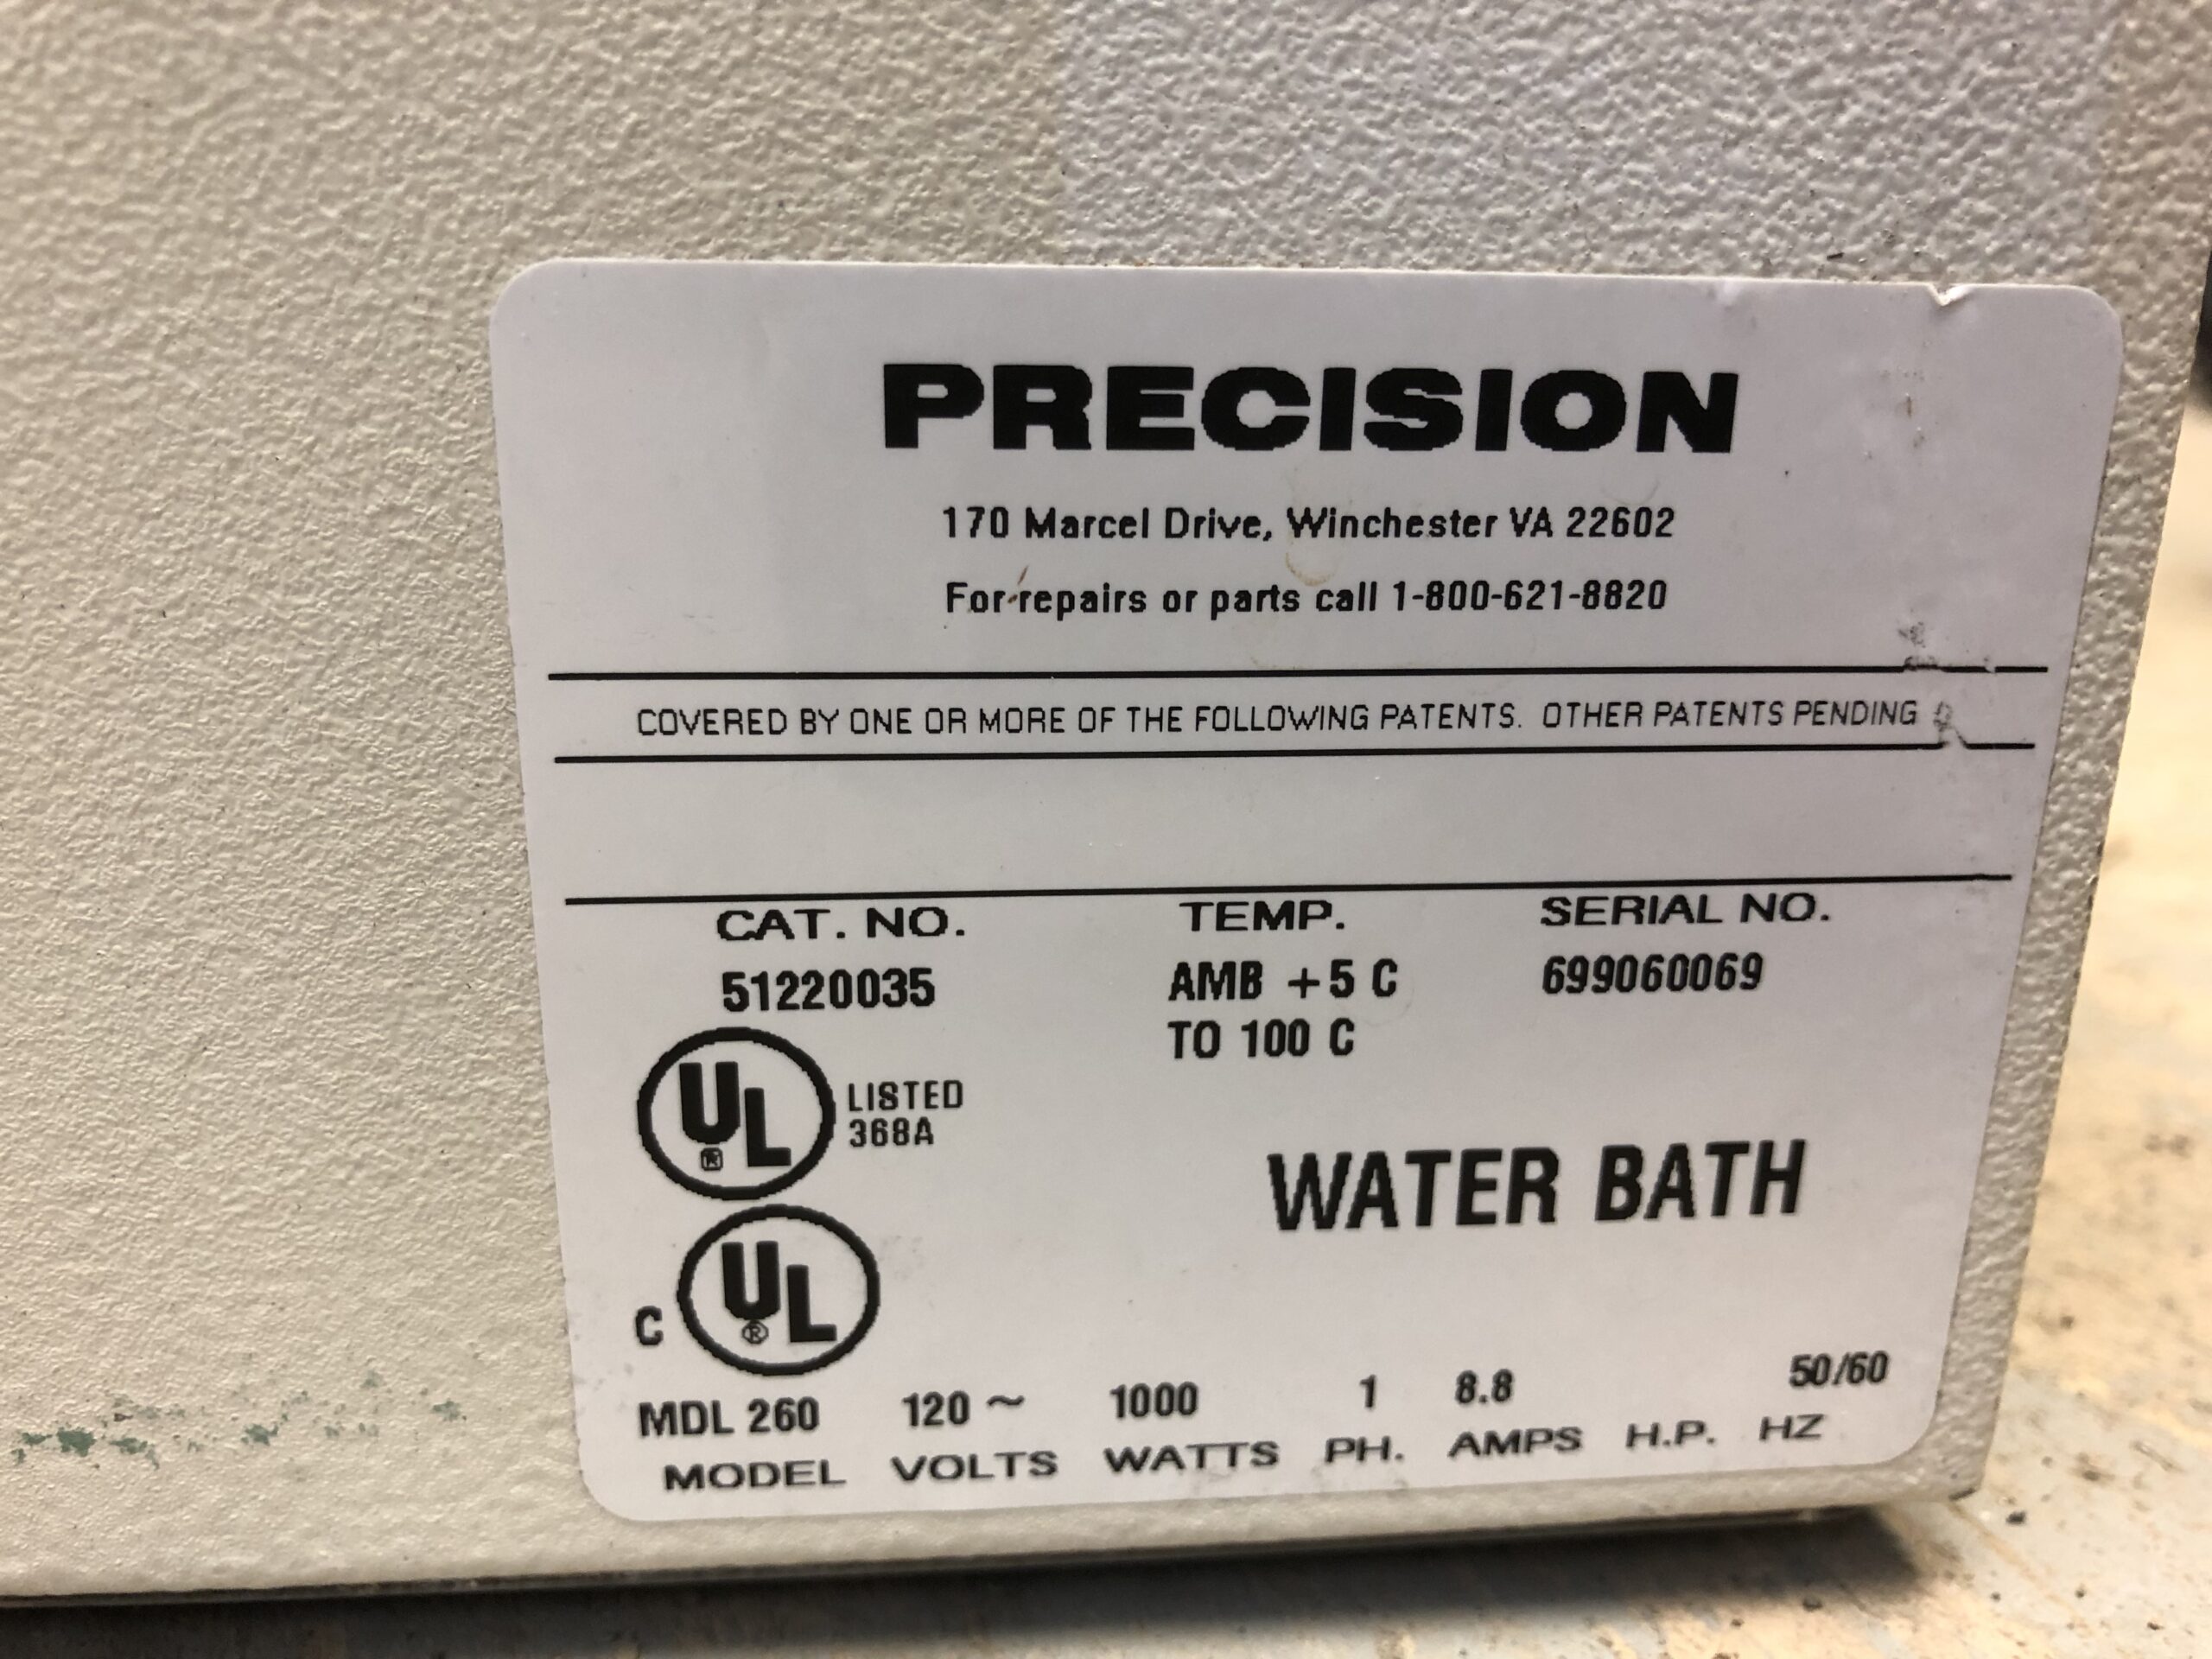 PRECISION
170 Marcel Drive, Winchester VA 22602
For repairs or parts call 1-800-621-8820
COVERED BY ONE OR MORE OF THE FOLLOWING PATENTS. OTHER PATENTS PENDING
CAT. NO. TEMP. SERIAL NO.
51220035 AMB +5 C 699060069
TO 100 C
UL® LISTED
368A
WATER BATH
C UL®
MDL 260 120 ~ 1000 1 8.8 50/60
MODEL VOLTS WATTS PH. AMPS H.P. HZ